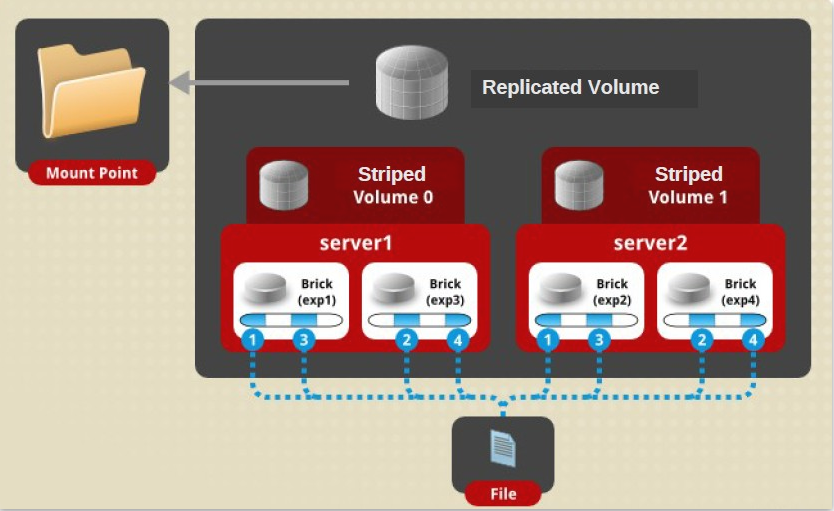 Replicated Volume
Mount Point
Striped
Volume 0
Striped
Volume 1
server1
server2
Brick
(exp1)
Brick
(exp3)
Brick
(exp2)
Brick
(exp4)
1
3
2
4
1
3
2
4
File